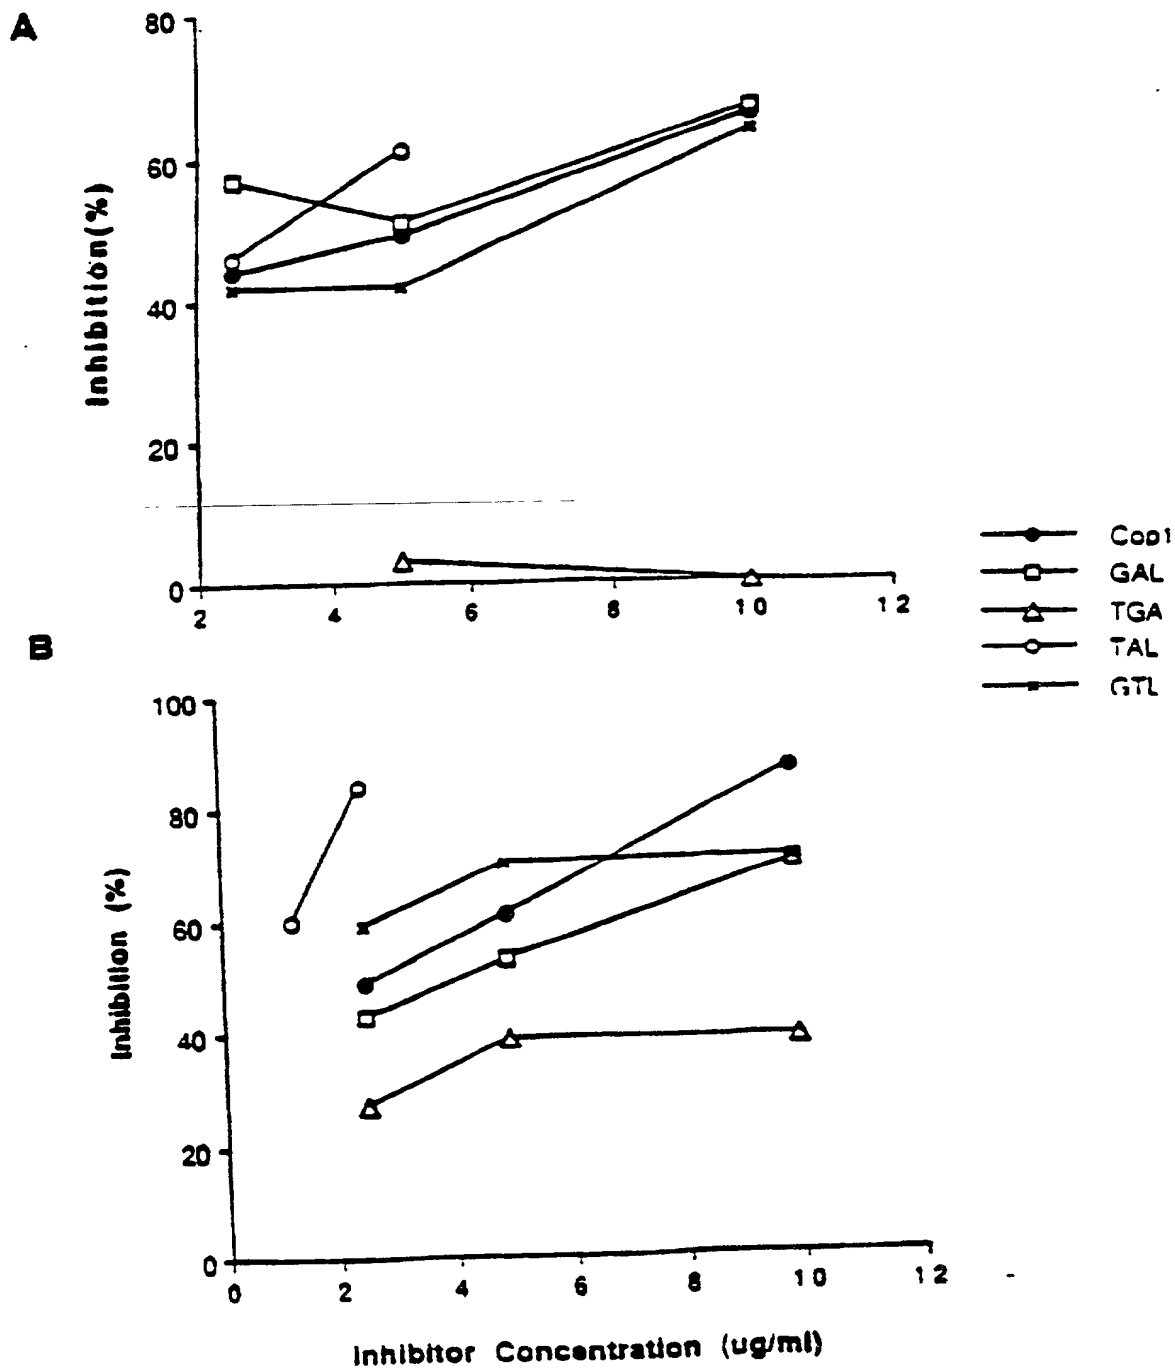 A
80
60
40
20
0
Inhibition(%)
2 4 6 8 10 12
Cop1
GAL
TGA
TAL
GTL
B
100
80
60
40
20
0
Inhibition (%)
0 2 4 6 8 10 12
Inhibitor Concentration (ug/ml)